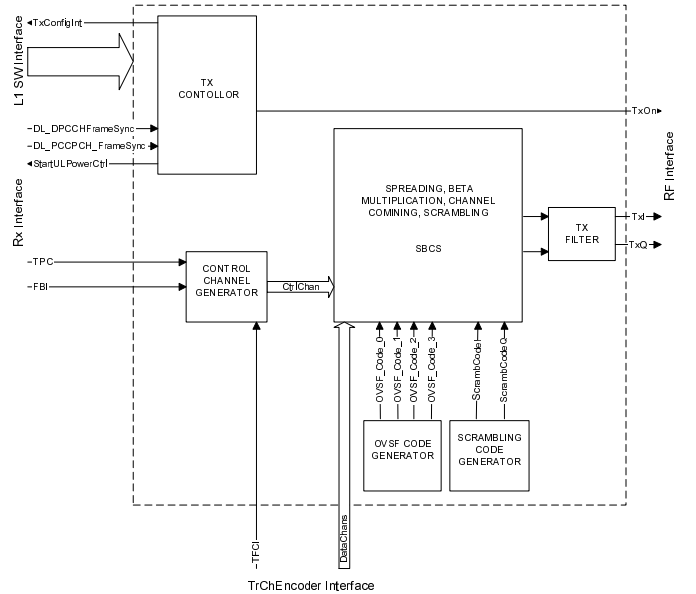 TxConfigInt
L1 SW Interface
TX
CONTOLLOR
TxOn
DL_DPCCHFrameSync
DL_PCCPCH_FrameSync
StartULPowerCtrl
RF Interface
Rx Interface
SPREADING, BETA
MULTIPLICATION, CHANNEL
COMINING, SCRAMBLING
SBCS
TX
FILTER
TxI
TxQ
TPC
FBI
CONTROL
CHANNEL
GENERATOR
CtrlChan
OVSF_Code_0
OVSF_Code_1
OVSF_Code_2
OVSF_Code_3
ScrambCodeI
ScrambCodeQ
OVSF CODE
GENERATOR
SCRAMBLING
CODE
GENERATOR
TFCI
DataChans
TrChEncoder Interface